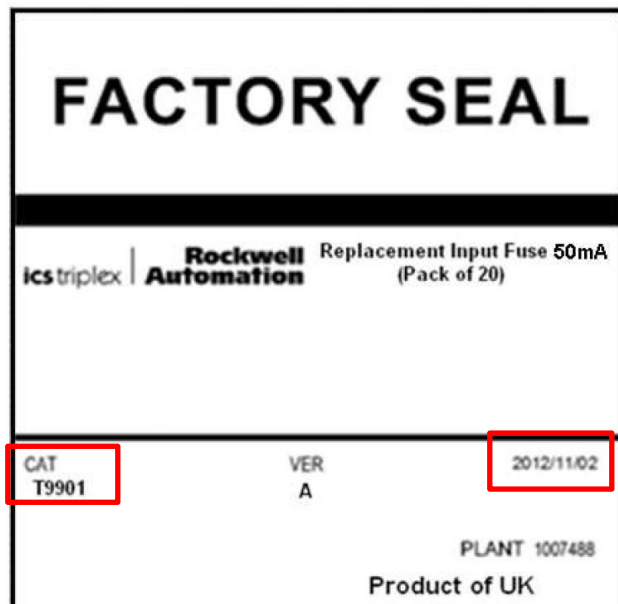 FACTORY SEAL
ics triplex
Rockwell
Automation
Replacement Input Fuse 50mA
(Pack of 20)
CAT
T9901
VER
A
2012/11/02
PLANT 1007488
Product of UK